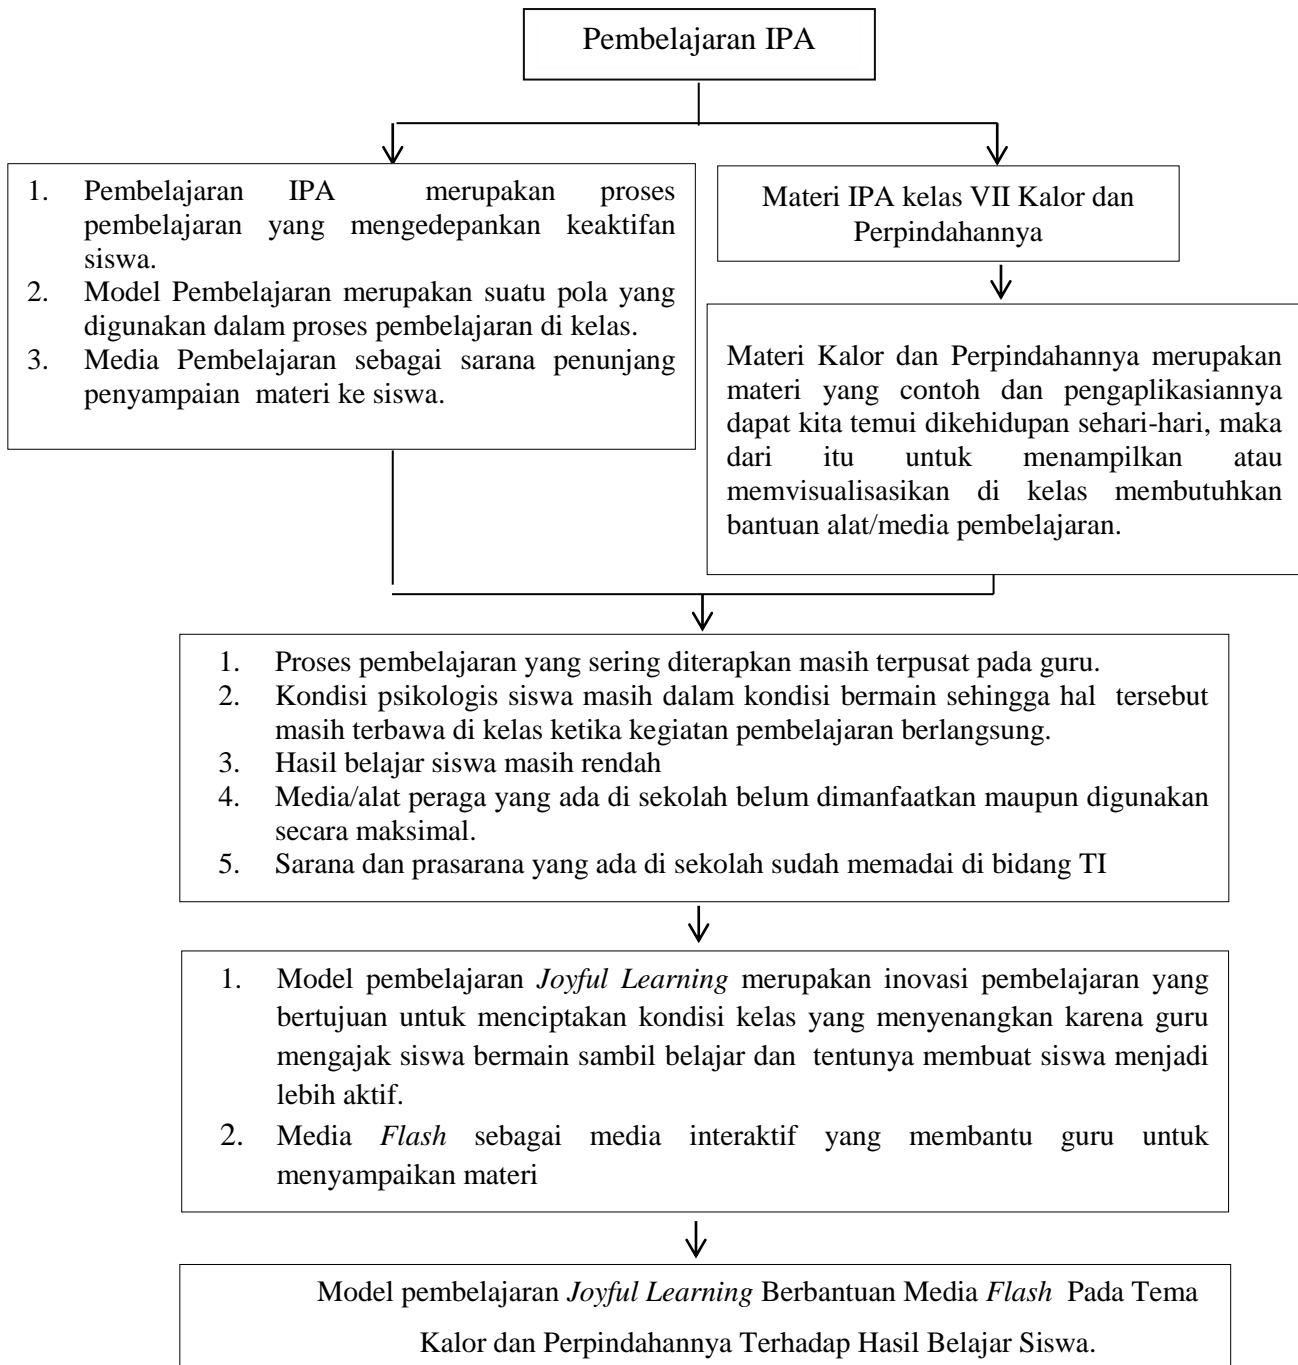 Pembelajaran IPA
1. Pembelajaran IPA merupakan proses
pembelajaran yang mengedepankan keaktifan
siswa.
2. Model Pembelajaran merupakan suatu pola yang
digunakan dalam proses pembelajaran di kelas.
3. Media Pembelajaran sebagai sarana penunjang
penyampaian materi ke siswa.
Materi IPA kelas VII Kalor dan
Perpindahannya
Materi Kalor dan Perpindahannya merupakan
materi yang contoh dan pengaplikasiannya
dapat kita temui dikehidupan sehari-hari, maka
dari itu untuk menampilkan atau
memvisualisasikan di kelas membutuhkan
bantuan alat/media pembelajaran.
1. Proses pembelajaran yang sering diterapkan masih terpusat pada guru.
2. Kondisi psikologis siswa masih dalam kondisi bermain sehingga hal tersebut
masih terbawa di kelas ketika kegiatan pembelajaran berlangsung.
3. Hasil belajar siswa masih rendah
4. Media/alat peraga yang ada di sekolah belum dimanfaatkan maupun digunakan
secara maksimal.
5. Sarana dan prasarana yang ada di sekolah sudah memadai di bidang TI
1. Model pembelajaran Joyful Learning merupakan inovasi pembelajaran yang
bertujuan untuk menciptakan kondisi kelas yang menyenangkan karena guru
mengajak siswa bermain sambil belajar dan tentunya membuat siswa menjadi
lebih aktif.
2. Media Flash sebagai media interaktif yang membantu guru untuk
menyampaikan materi
Model pembelajaran Joyful Learning Berbantuan Media Flash Pada Tema
Kalor dan Perpindahannya Terhadap Hasil Belajar Siswa.